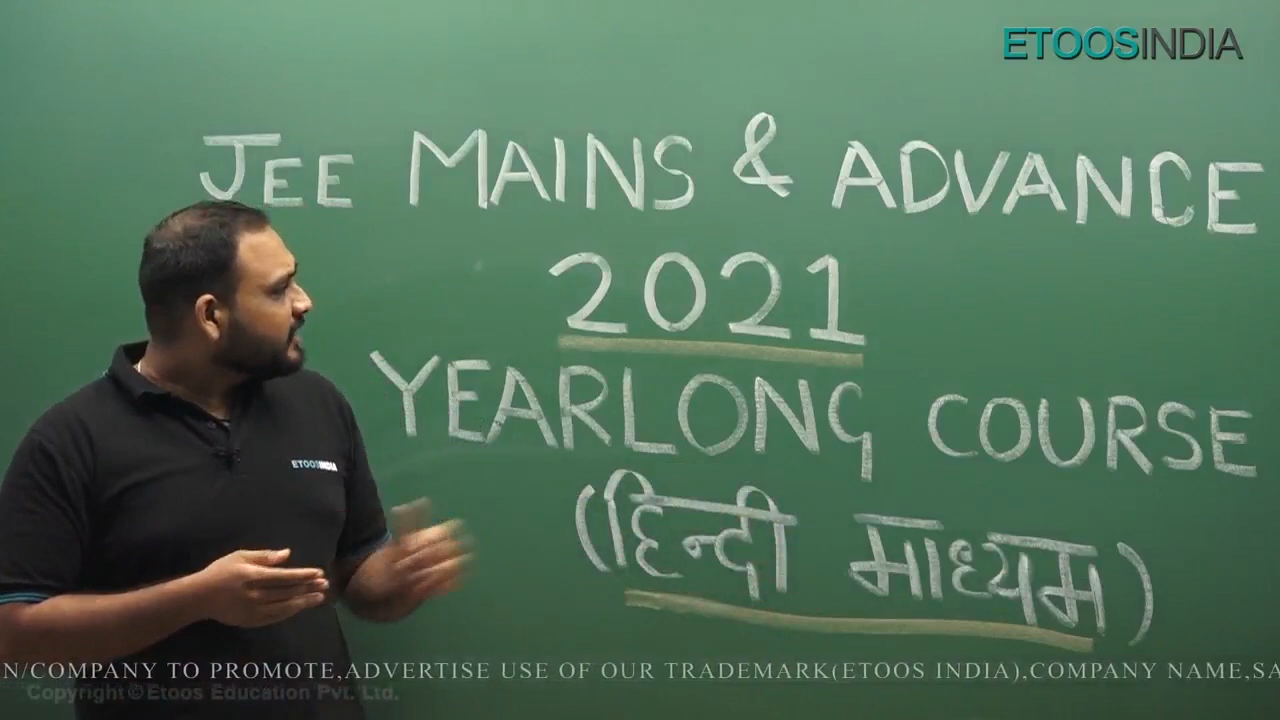 ETOOSINDIA
JEE MAINS & ADVANCE
2021
YEARLONG COURSE
(हिन्दी माध्यम)
ETOOSINDIA
N/COMPANY TO PROMOTE,ADVERTISE USE OF OUR TRADEMARK(ETOOS INDIA),COMPANY NAME,SA
Copyright © Etoos Education Pvt. Ltd.